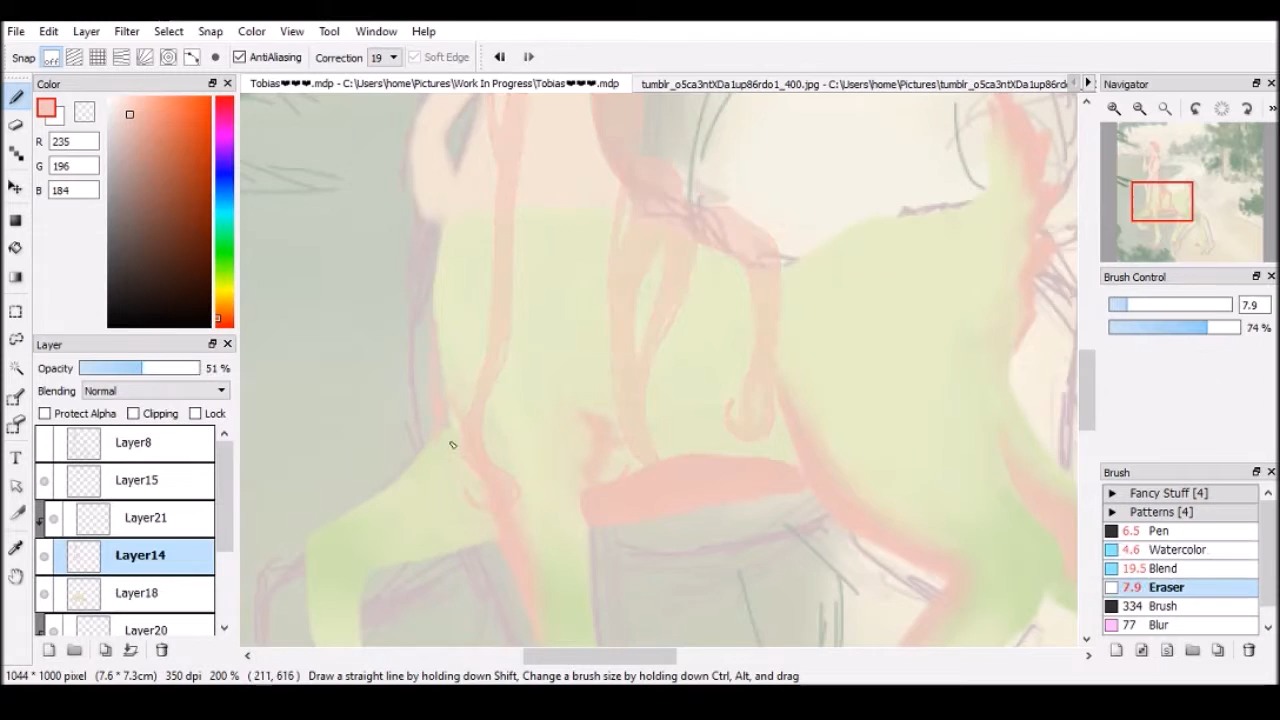 File Edit Layer Filter Select Snap Color View Tool Window Help
Snap off AntiAliasing Correction 19 Soft Edge
Color
Tobias❤❤❤.mdp - C:\Users\home\Pictures\Work In Progress\Tobias❤❤❤.mdp
tumblr_o5ca3ntXDa1up86rdo1_400.jpg - C:\Users\home\Pictures\tumblr_o5ca3ntXDa1up86rdo
Navigator
R 235
G 196
B 184
Layer
Opacity 51 %
Blending Normal
Protect Alpha Clipping Lock
Layer8
Layer15
Layer21
Layer14
Layer18
Layer20
Brush Control
7.9
74 %
Brush
Fancy Stuff [4]
Patterns [4]
6.5 Pen
4.6 Watercolor
19.5 Blend
7.9 Eraser
334 Brush
77 Blur
1044 * 1000 pixel (7.6 * 7.3cm) 350 dpi 200 % ( 211, 616 ) Draw a straight line by holding down Shift, Change a brush size by holding down Ctrl, Alt, and drag